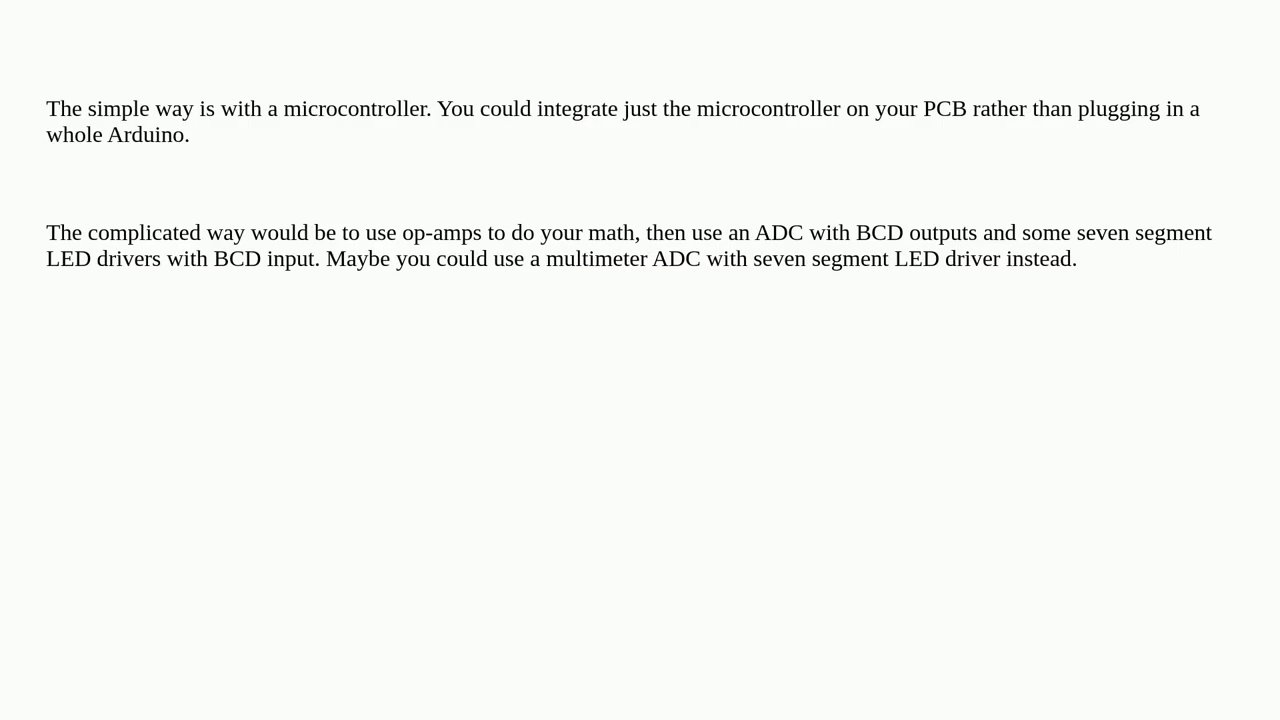 The simple way is with a microcontroller. You could integrate just the microcontroller on your PCB rather than plugging in a
whole Arduino.
The complicated way would be to use op-amps to do your math, then use an ADC with BCD outputs and some seven segment
LED drivers with BCD input. Maybe you could use a multimeter ADC with seven segment LED driver instead.